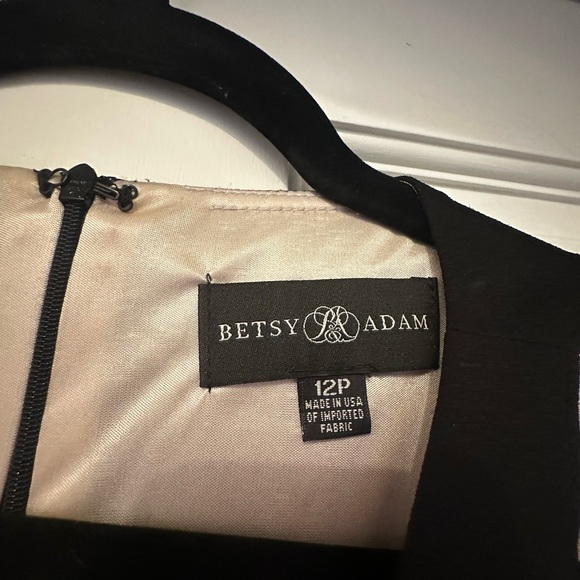 BETSY & ADAM
12P
MADE IN USA
OF IMPORTED
FABRIC